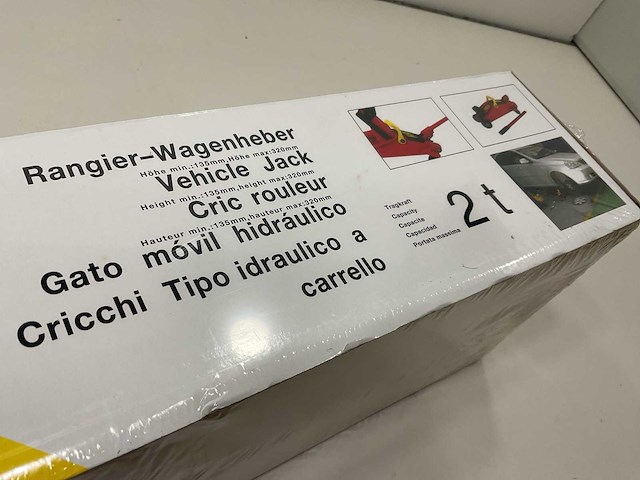 Rangier-Wagenheber
Höhe min.:135mm,Höhe max:320mm
Vehicle Jack
Height min.:135mm,height max:320mm
Cric rouleur
Hauteur min.:135mm,hauteur max:320mm
Gato móvil hidráulico
Cricchi Tipo idraulico a
carrello
Tragkraft
Capacity
Capacite
Capacidad
Portata massima
2t